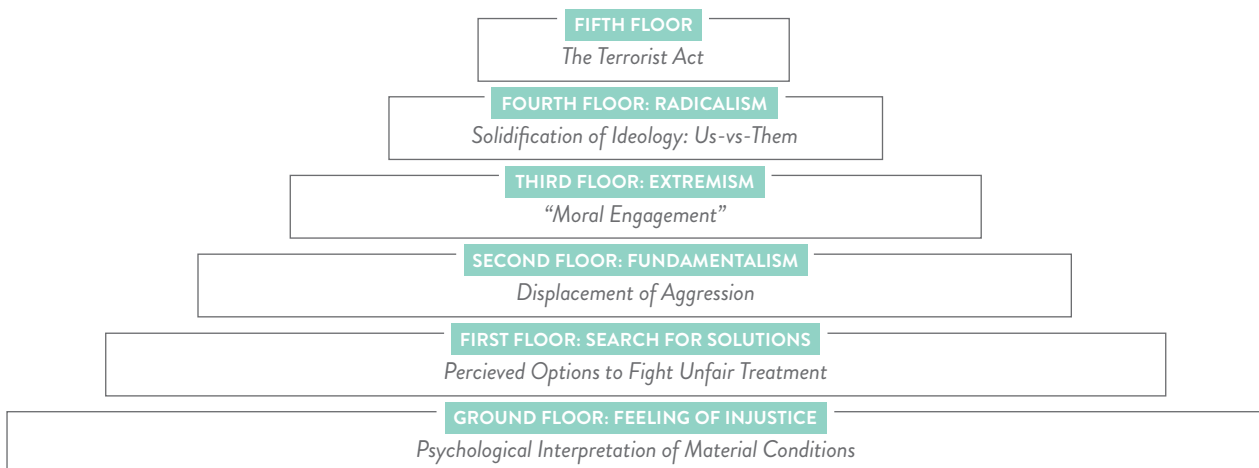 FIFTH FLOOR
The Terrorist Act
FOURTH FLOOR: RADICALISM
Solidification of Ideology: Us-vs-Them
THIRD FLOOR: EXTREMISM
“Moral Engagement”
SECOND FLOOR: FUNDAMENTALISM
Displacement of Aggression
FIRST FLOOR: SEARCH FOR SOLUTIONS
Percieved Options to Fight Unfair Treatment
GROUND FLOOR: FEELING OF INJUSTICE
Psychological Interpretation of Material Conditions